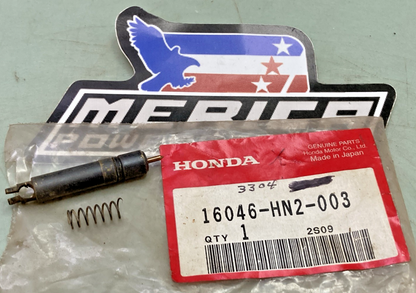 MERICA
POW
GENUINE PARTS
Honda Motor Co., Ltd.
Made in Japan
HONDA
3304
16046-HN2-003
QTY 1 2S09